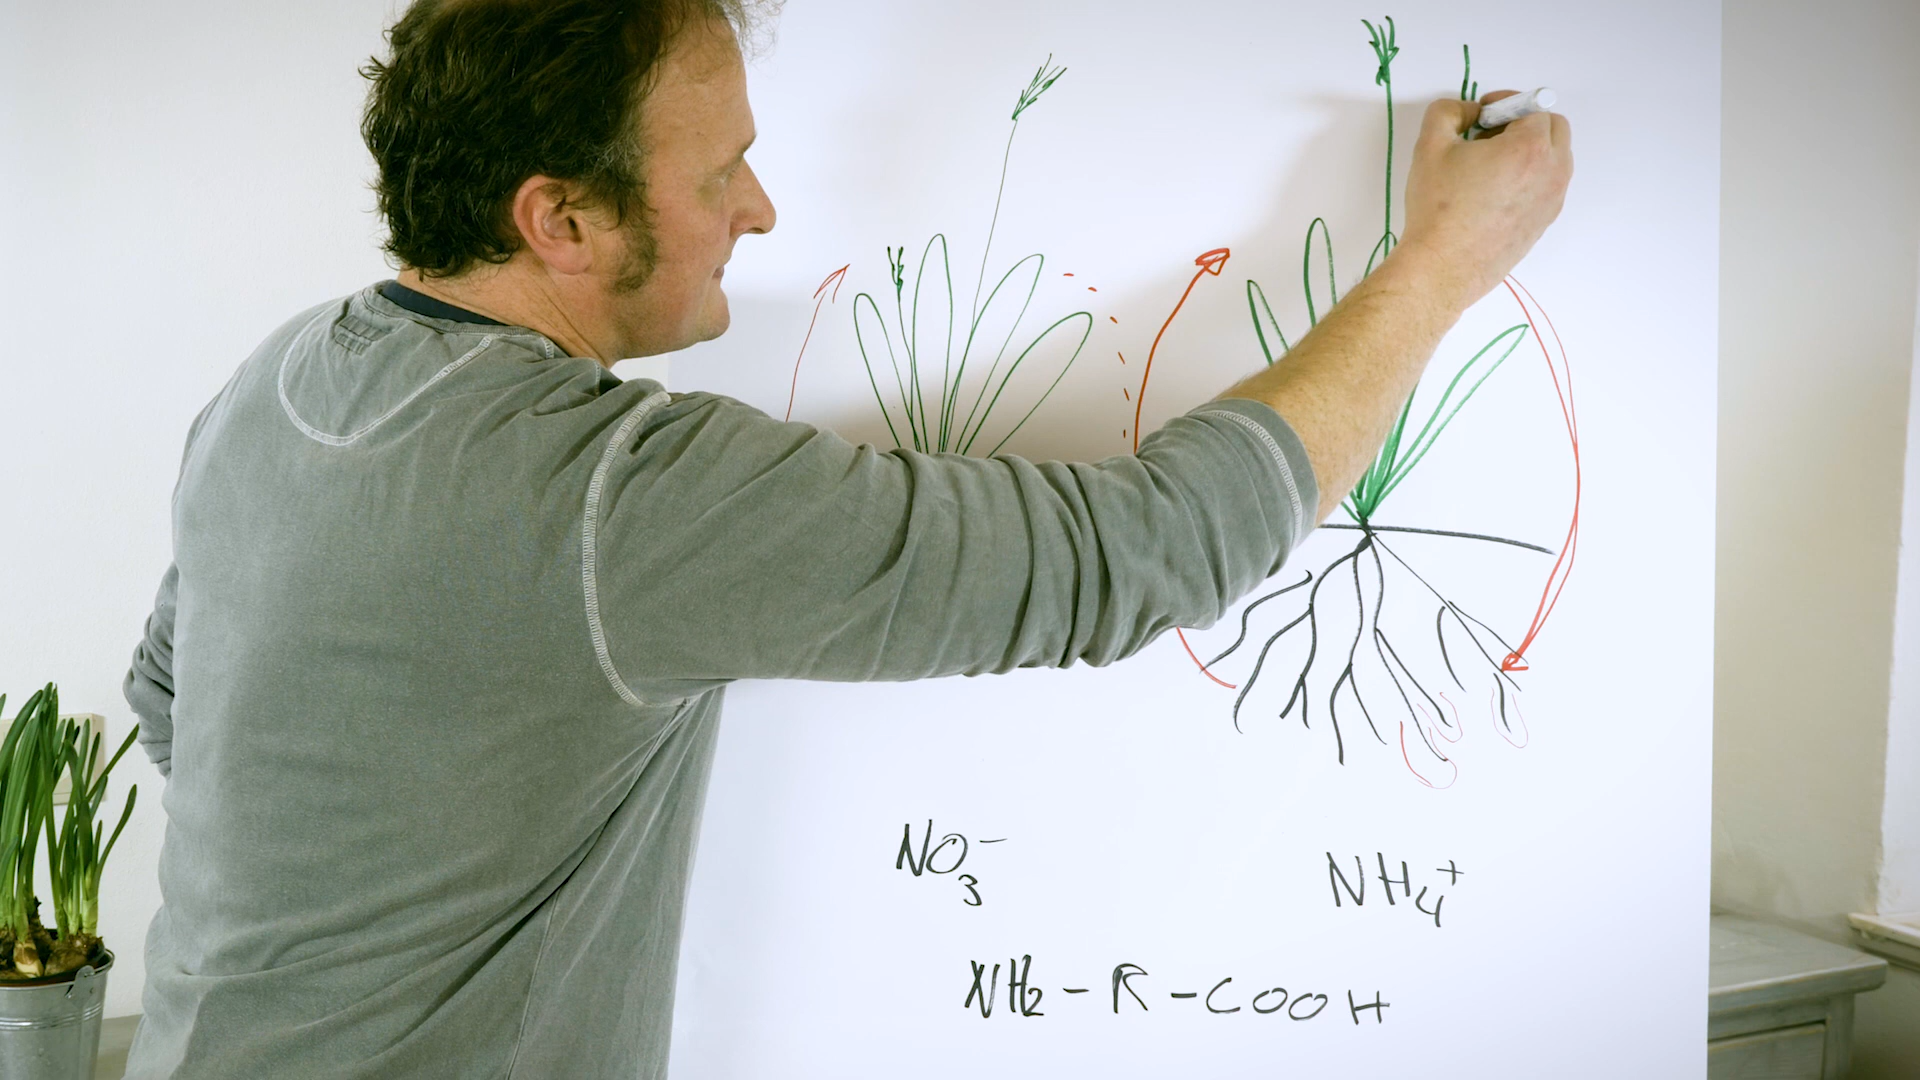 NO₃⁻ NH₄⁺
NH₂ - R - COOH